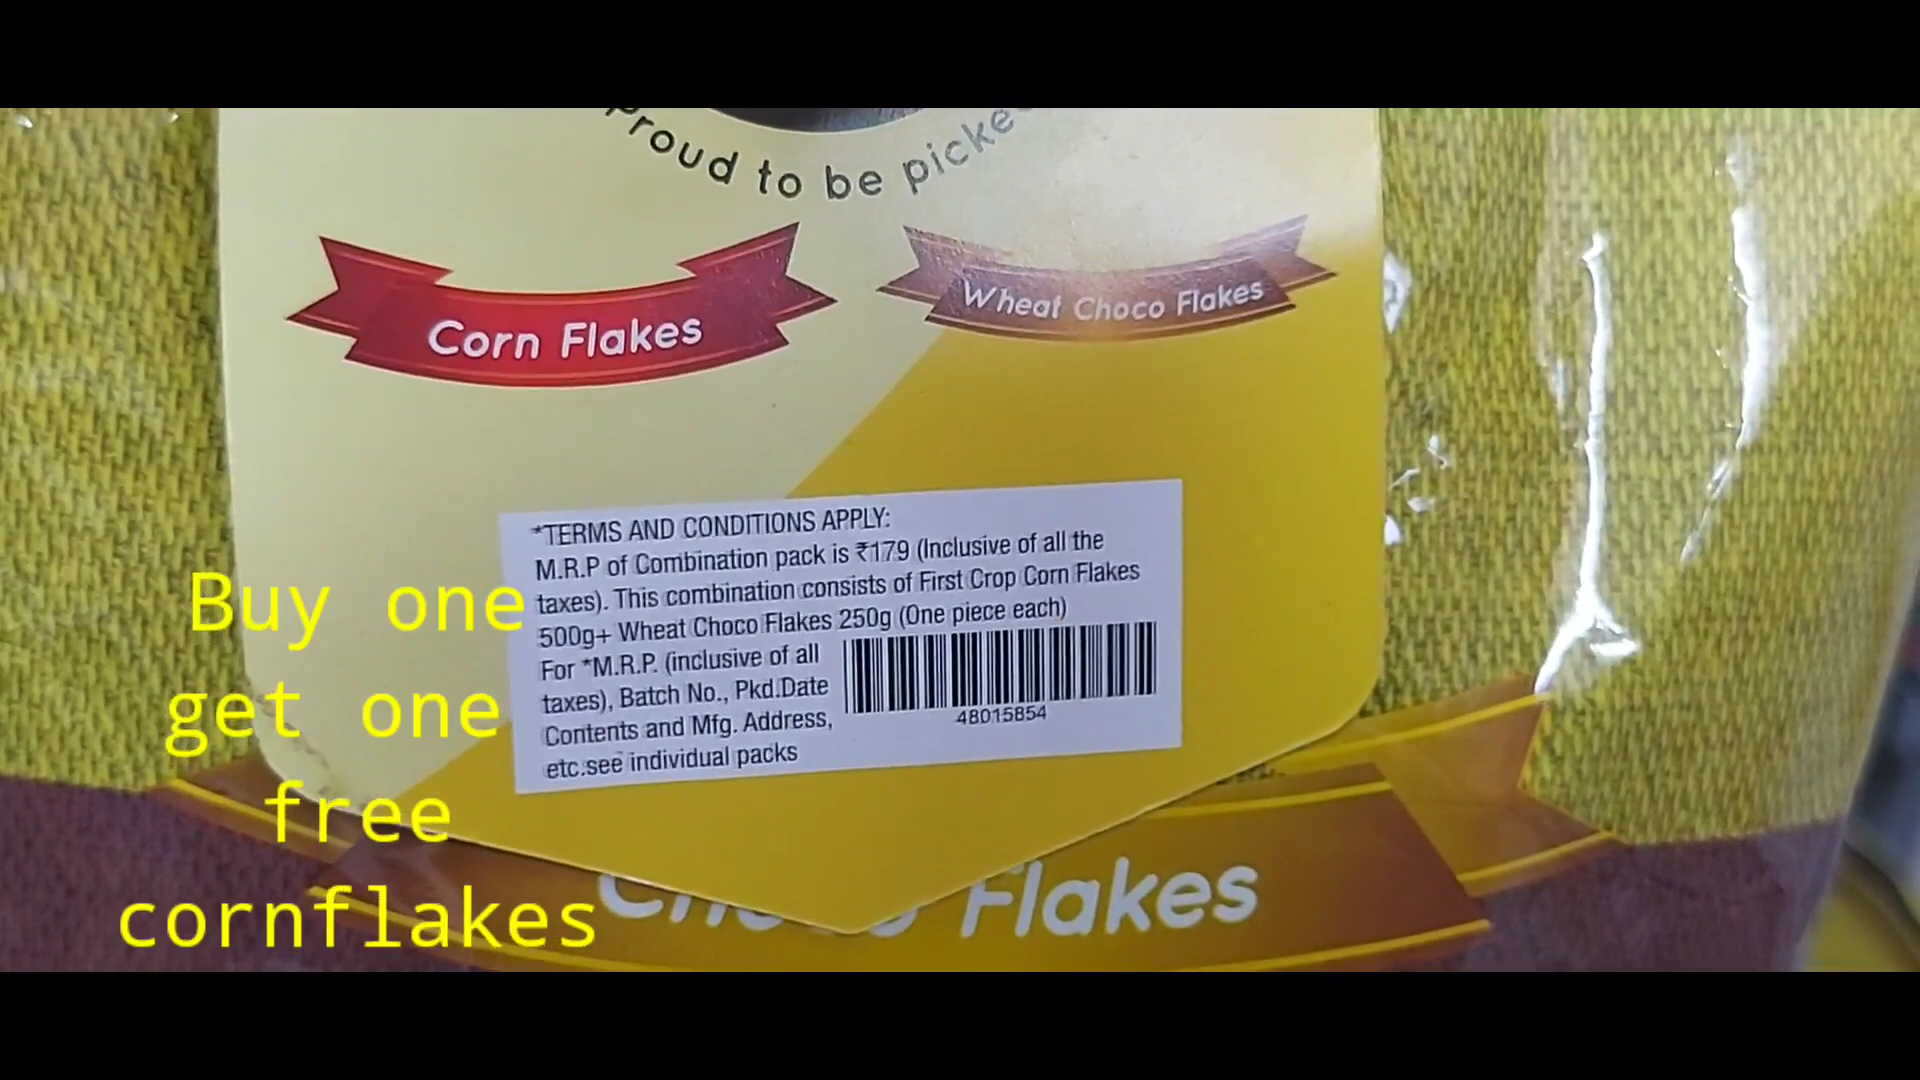 Proud to be picked
Corn Flakes
Wheat Choco Flakes
*TERMS AND CONDITIONS APPLY:
M.R.P of Combination pack is ₹179 (Inclusive of all the
taxes). This combination consists of First Crop Corn Flakes
500g+ Wheat Choco Flakes 250g (One piece each)
For *M.R.P. (inclusive of all
taxes), Batch No., Pkd.Date
Contents and Mfg. Address,
etc.see individual packs
48015854
Buy one
get one
free
cornflakes
Choco Flakes